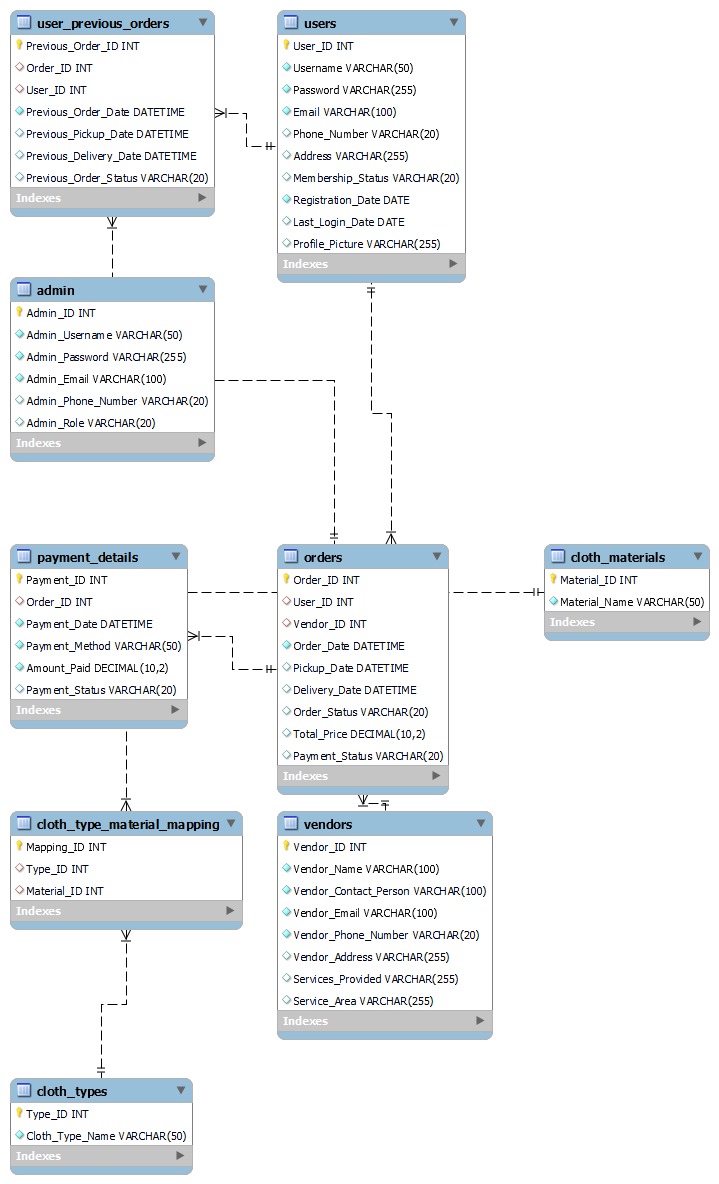 user_previous_orders
Previous_Order_ID INT
Order_ID INT
User_ID INT
Previous_Order_Date DATETIME
Previous_Pickup_Date DATETIME
Previous_Delivery_Date DATETIME
Previous_Order_Status VARCHAR(20)
Indexes
users
User_ID INT
Username VARCHAR(50)
Password VARCHAR(255)
Email VARCHAR(100)
Phone_Number VARCHAR(20)
Address VARCHAR(255)
Membership_Status VARCHAR(20)
Registration_Date DATE
Last_Login_Date DATE
Profile_Picture VARCHAR(255)
Indexes
admin
Admin_ID INT
Admin_Username VARCHAR(50)
Admin_Password VARCHAR(255)
Admin_Email VARCHAR(100)
Admin_Phone_Number VARCHAR(20)
Admin_Role VARCHAR(20)
Indexes
payment_details
Payment_ID INT
Order_ID INT
Payment_Date DATETIME
Payment_Method VARCHAR(50)
Amount_Paid DECIMAL(10,2)
Payment_Status VARCHAR(20)
Indexes
orders
Order_ID INT
User_ID INT
Vendor_ID INT
Order_Date DATETIME
Pickup_Date DATETIME
Delivery_Date DATETIME
Order_Status VARCHAR(20)
Total_Price DECIMAL(10,2)
Payment_Status VARCHAR(20)
Indexes
cloth_materials
Material_ID INT
Material_Name VARCHAR(50)
Indexes
cloth_type_material_mapping
Mapping_ID INT
Type_ID INT
Material_ID INT
Indexes
vendors
Vendor_ID INT
Vendor_Name VARCHAR(100)
Vendor_Contact_Person VARCHAR(100)
Vendor_Email VARCHAR(100)
Vendor_Phone_Number VARCHAR(20)
Vendor_Address VARCHAR(255)
Services_Provided VARCHAR(255)
Service_Area VARCHAR(255)
Indexes
cloth_types
Type_ID INT
Cloth_Type_Name VARCHAR(50)
Indexes